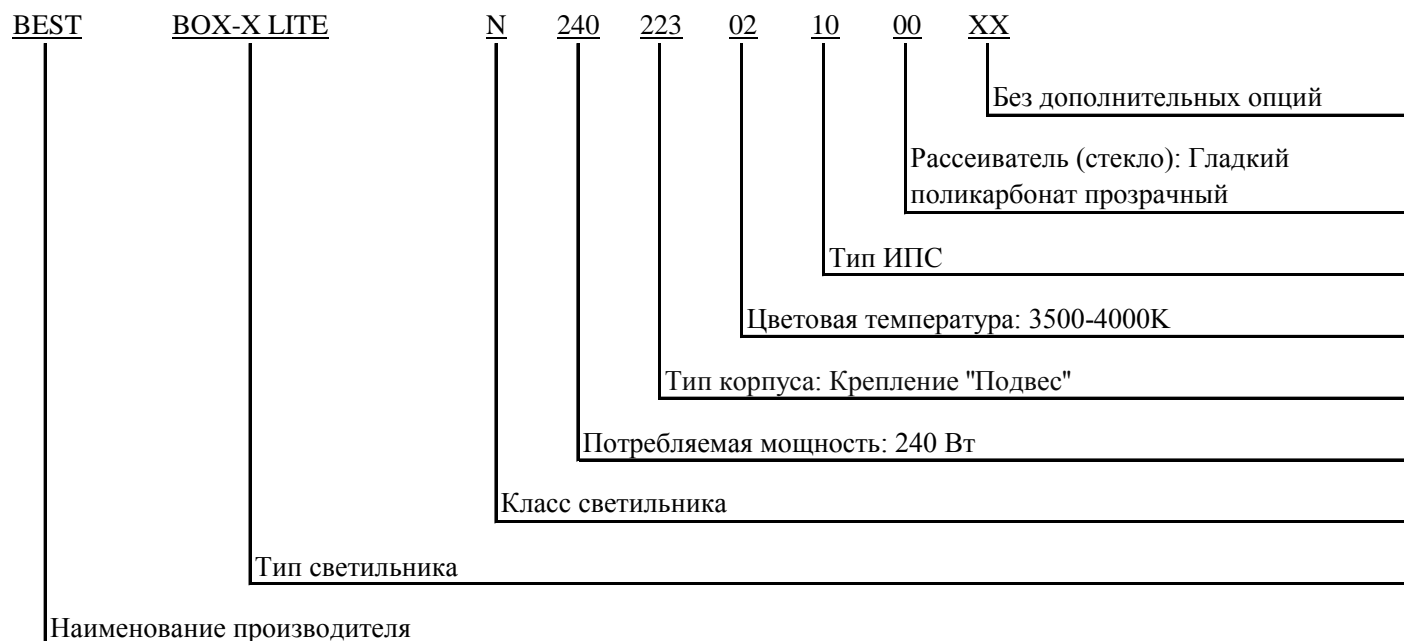 BEST BOX-X LITE N 240 223 02 10 00 XX
Без дополнительных опций
Рассеиватель (стекло): Гладкий
поликарбонат прозрачный
Тип ИПС
Цветовая температура: 3500-4000K
Тип корпуса: Крепление "Подвес"
Потребляемая мощность: 240 Вт
Класс светильника
Тип светильника
Наименование производителя